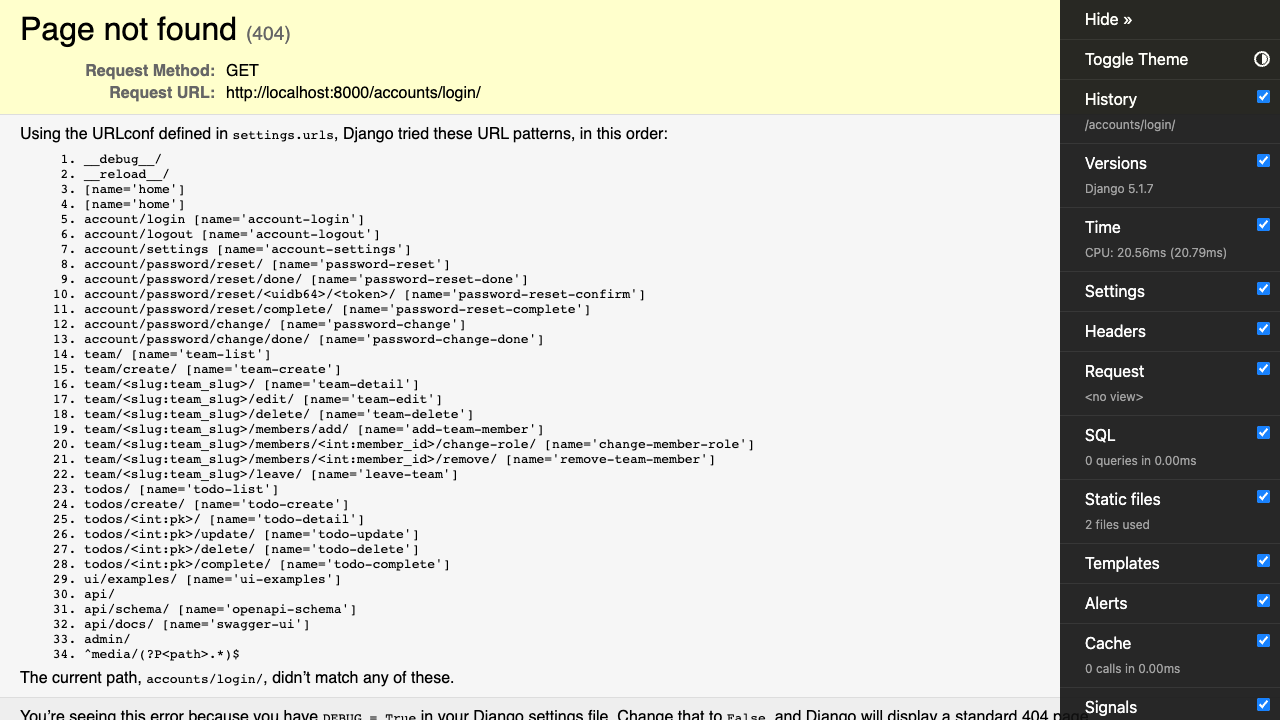 Page not found (404)
Request Method: GET
Request URL: http://localhost:8000/accounts/login/
Using the URLconf defined in settings.urls, Django tried these URL patterns, in this order:
1. __debug__/
2. __reload__/
3. [name='home']
4. [name='home']
5. account/login [name='account-login']
6. account/logout [name='account-logout']
7. account/settings [name='account-settings']
8. account/password/reset/ [name='password-reset']
9. account/password/reset/done/ [name='password-reset-done']
10. account/password/reset/<uidb64>/<token>/ [name='password-reset-confirm']
11. account/password/reset/complete/ [name='password-reset-complete']
12. account/password/change/ [name='password-change']
13. account/password/change/done/ [name='password-change-done']
14. team/ [name='team-list']
15. team/create/ [name='team-create']
16. team/<slug:team_slug>/ [name='team-detail']
17. team/<slug:team_slug>/edit/ [name='team-edit']
18. team/<slug:team_slug>/delete/ [name='team-delete']
19. team/<slug:team_slug>/members/add/ [name='add-team-member']
20. team/<slug:team_slug>/members/<int:member_id>/change-role/ [name='change-member-role']
21. team/<slug:team_slug>/members/<int:member_id>/remove/ [name='remove-team-member']
22. team/<slug:team_slug>/leave/ [name='leave-team']
23. todos/ [name='todo-list']
24. todos/create/ [name='todo-create']
25. todos/<int:pk>/ [name='todo-detail']
26. todos/<int:pk>/update/ [name='todo-update']
27. todos/<int:pk>/delete/ [name='todo-delete']
28. todos/<int:pk>/complete/ [name='todo-complete']
29. ui/examples/ [name='ui-examples']
30. api/
31. api/schema/ [name='openapi-schema']
32. api/docs/ [name='swagger-ui']
33. admin/
34. ^media/(?P<path>.*)$
The current path, accounts/login/, didn’t match any of these.
You’re seeing this error because you have DEBUG = True in your Django settings file. Change that to False, and Django will display a standard 404 page.
Hide »
Toggle Theme
History
/accounts/login/
Versions
Django 5.1.7
Time
CPU: 20.56ms (20.79ms)
Settings
Headers
Request
<no view>
SQL
0 queries in 0.00ms
Static files
2 files used
Templates
Alerts
Cache
0 calls in 0.00ms
Signals